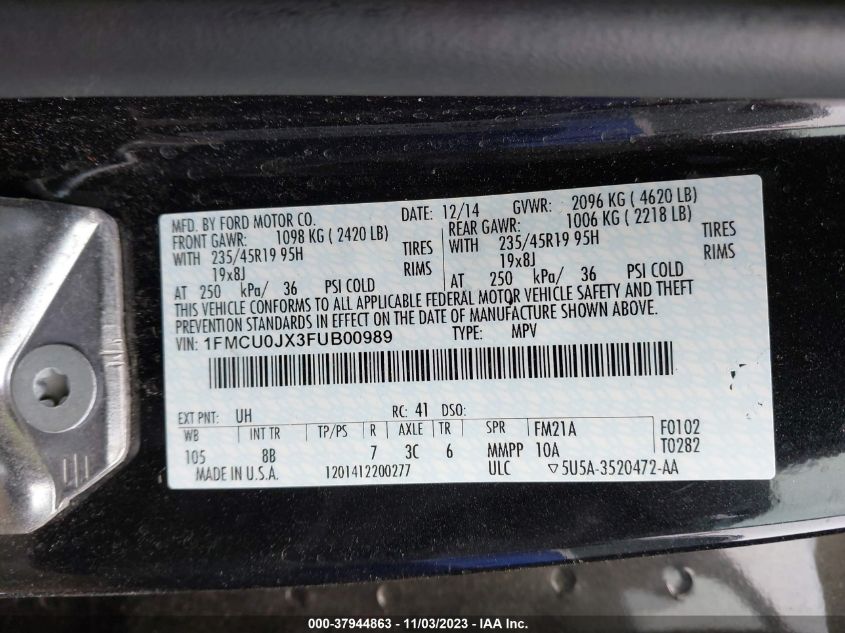 MFD. BY FORD MOTOR CO. DATE: 12/14 GVWR: 2096 KG ( 4620 LB)
FRONT GAWR: 1098 KG ( 2420 LB) REAR GAWR: 1006 KG ( 2218 LB)
WITH 235/45R19 95H TIRES WITH 235/45R19 95H TIRES
19x8J RIMS 19x8J RIMS
AT 250 kPa/ 36 PSI COLD AT 250 kPa/ 36 PSI COLD
THIS VEHICLE CONFORMS TO ALL APPLICABLE FEDERAL MOTOR VEHICLE SAFETY AND THEFT
PREVENTION STANDARDS IN EFFECT ON THE DATE OF MANUFACTURE SHOWN ABOVE.
VIN: 1FMCU0JX3FUB00989 TYPE: MPV
EXT PNT: UH RC: 41 DSO:
WB INT TR TP/PS R AXLE TR SPR FM21A F0102
105 8B 7 3C 6 MMPP 10A T0282
MADE IN U.S.A. 1201412200277 ULC ▽5U5A-3520472-AA
000-37944863 - 11/03/2023 - IAA Inc.